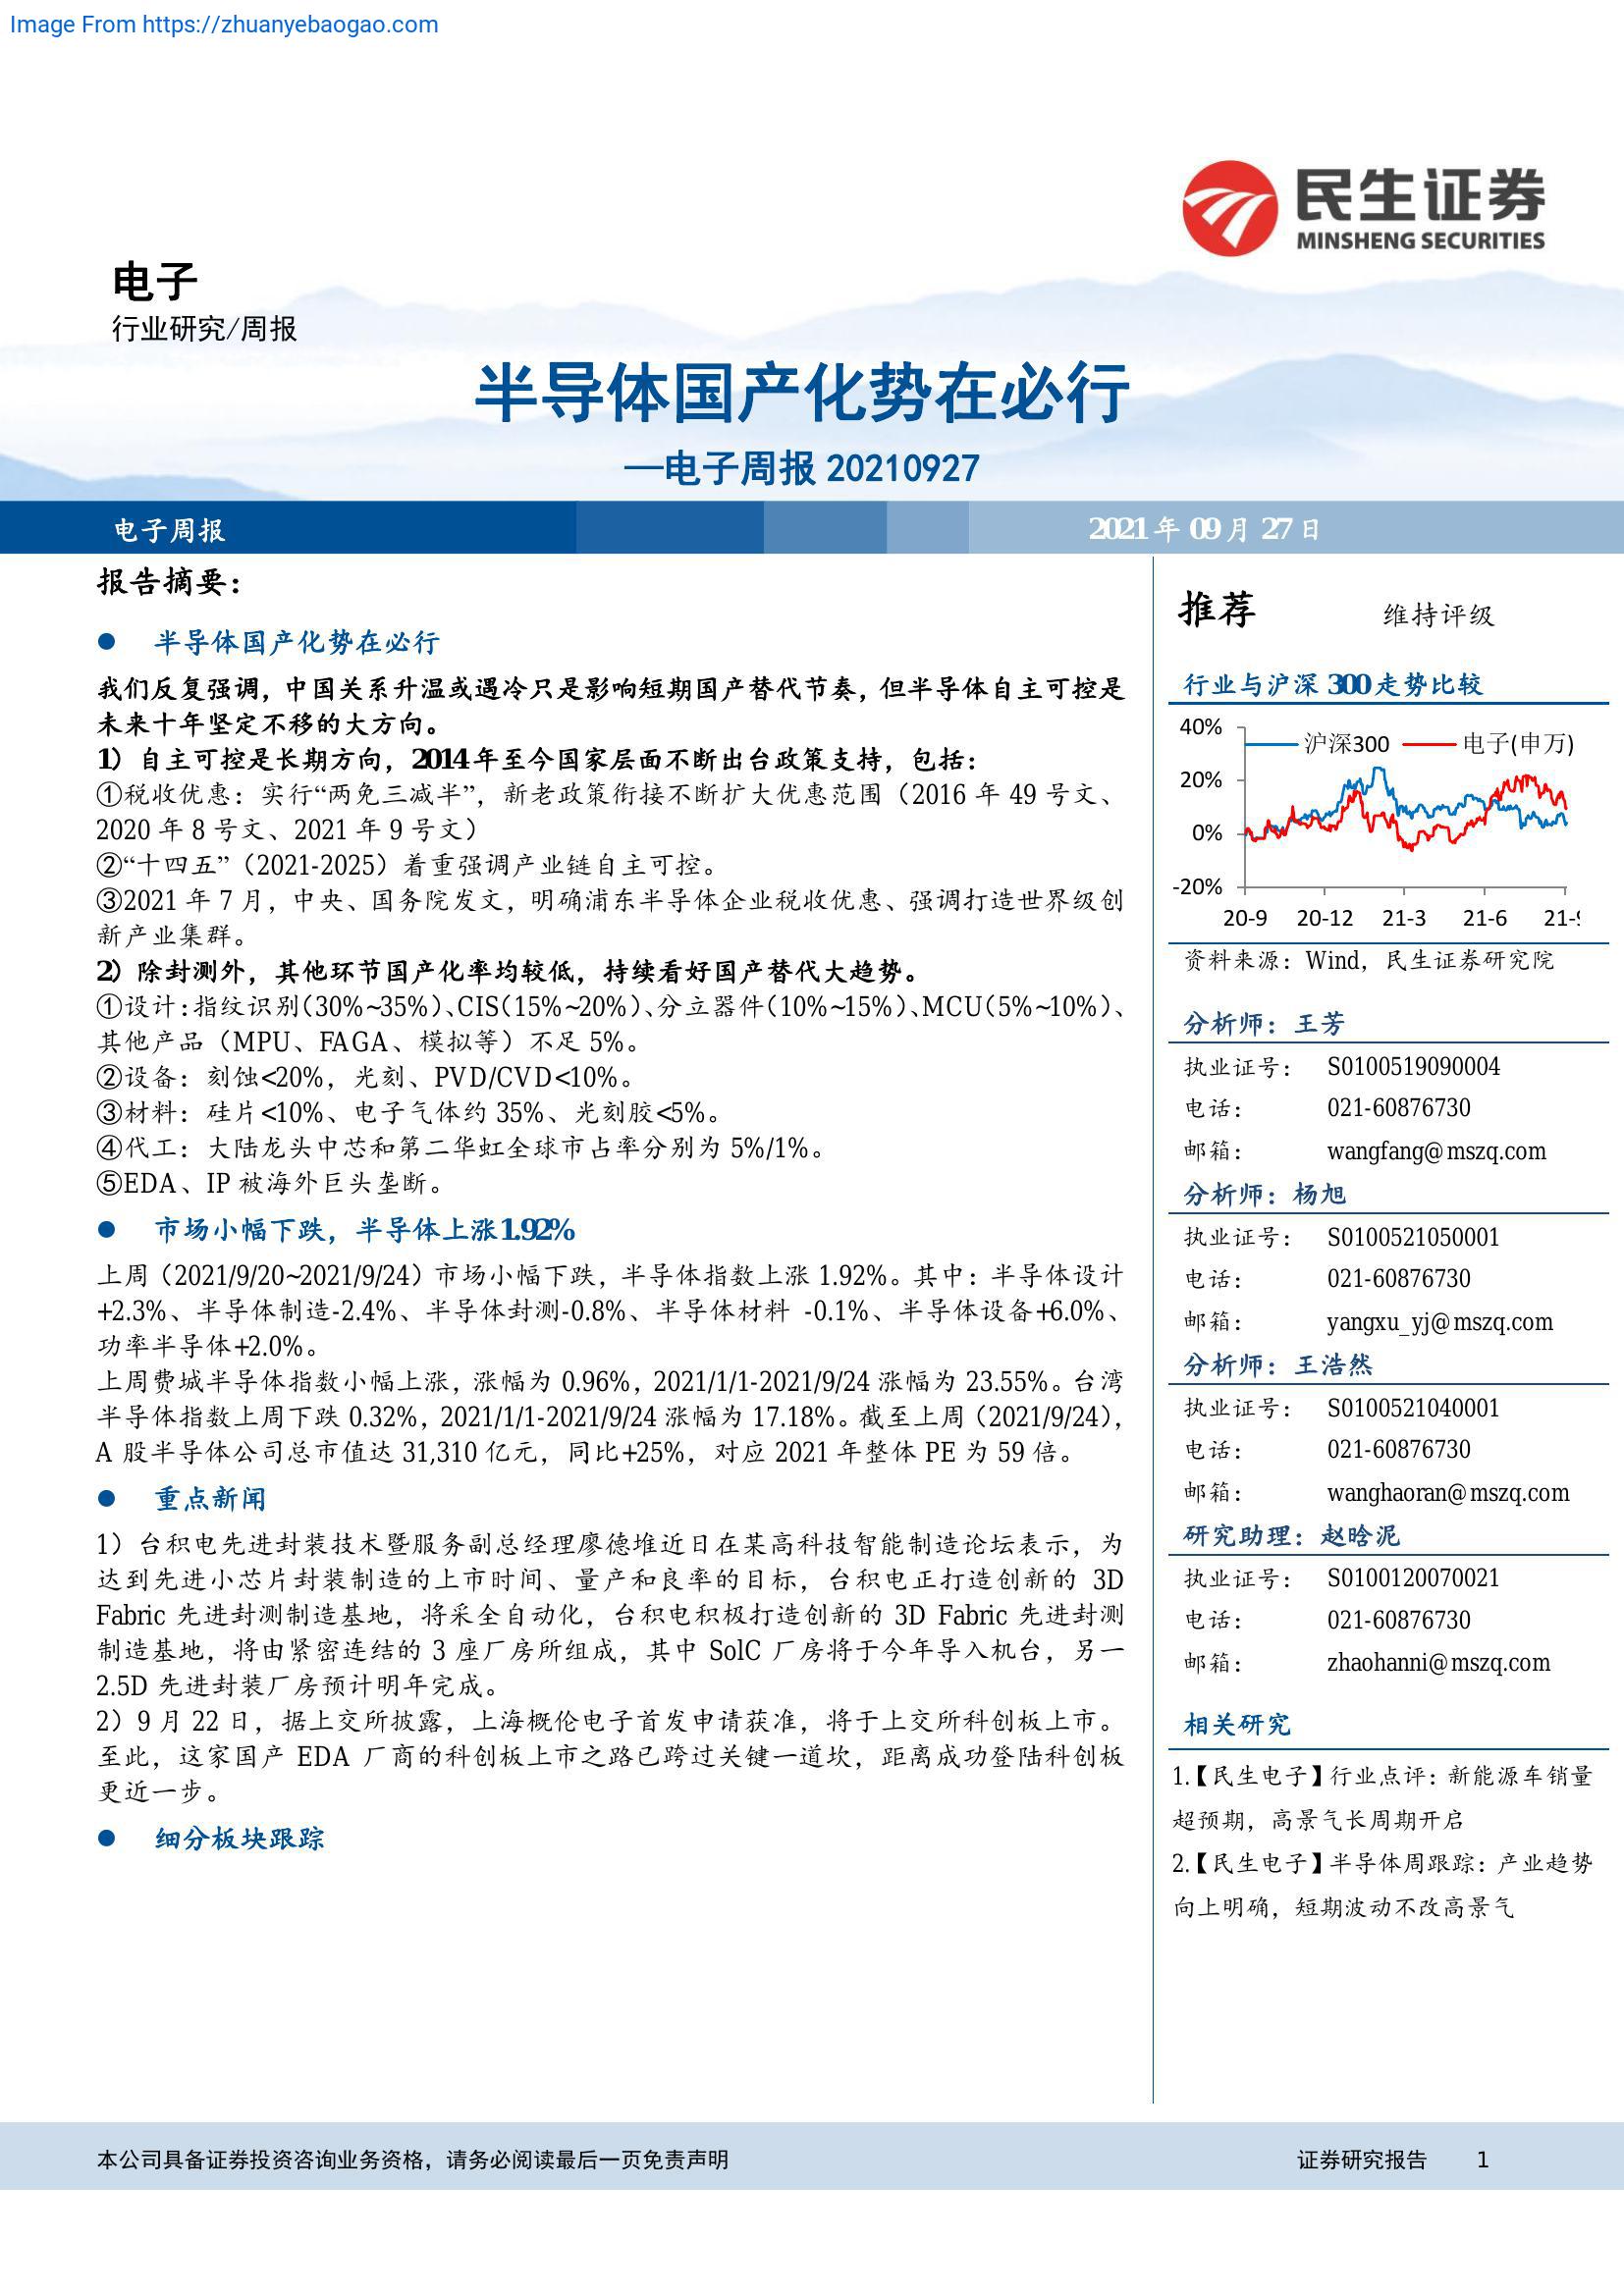 Image From https://zhuanyebaogao.com
民生证券
MINSHENG SECURITIES
电子
行业研究/周报
半导体国产化势在必行
—电子周报 20210927
电子周报
2021 年 09 月 27 日
报告摘要：
● 半导体国产化势在必行
我们反复强调，中国关系升温或遇冷只是影响短期国产替代节奏，但半导体自主可控是
未来十年坚定不移的大方向。
1）自主可控是长期方向，2014 年至今国家层面不断出台政策支持，包括：
①税收优惠：实行“两免三减半”，新老政策衔接不断扩大优惠范围（2016 年 49 号文、
2020 年 8 号文、2021 年 9 号文）
②“十四五”（2021-2025）着重强调产业链自主可控。
③2021 年 7 月，中央、国务院发文，明确浦东半导体企业税收优惠、强调打造世界级创
新产业集群。
2）除封测外，其他环节国产化率均较低，持续看好国产替代大趋势。
①设计：指纹识别（30%~35%）、CIS（15%~20%）、分立器件（10%~15%）、MCU（5%~10%）、
其他产品（MPU、FAGA、模拟等）不足 5%。
②设备：刻蚀<20%，光刻、PVD/CVD<10%。
③材料：硅片<10%、电子气体约 35%、光刻胶<5%。
④代工：大陆龙头中芯和第二华虹全球市占率分别为 5%/1%。
⑤EDA、IP 被海外巨头垄断。
● 市场小幅下跌，半导体上涨 1.92%
上周（2021/9/20~2021/9/24）市场小幅下跌，半导体指数上涨 1.92%。其中：半导体设计
+2.3%、半导体制造-2.4%、半导体封测-0.8%、半导体材料 -0.1%、半导体设备+6.0%、
功率半导体+2.0%。
上周费城半导体指数小幅上涨，涨幅为 0.96%，2021/1/1-2021/9/24 涨幅为 23.55%。台湾
半导体指数上周下跌 0.32%，2021/1/1-2021/9/24 涨幅为 17.18%。截至上周（2021/9/24），
A 股半导体公司总市值达 31,310 亿元，同比+25%，对应 2021 年整体 PE 为 59 倍。
● 重点新闻
1）台积电先进封装技术暨服务副总经理廖德堆近日在某高科技智能制造论坛表示，为
达到先进小芯片封装制造的上市时间、量产和良率的目标，台积电正打造创新的 3D
Fabric 先进封测制造基地，将采全自动化，台积电积极打造创新的 3D Fabric 先进封测
制造基地，将由紧密连结的 3 座厂房所组成，其中 SolC 厂房将于今年导入机台，另一
2.5D 先进封装厂房预计明年完成。
2）9 月 22 日，据上交所披露，上海概伦电子首发申请获准，将于上交所科创板上市。
至此，这家国产 EDA 厂商的科创板上市之路已跨过关键一道坎，距离成功登陆科创板
更近一步。
● 细分板块跟踪
推荐 维持评级
行业与沪深 300 走势比较
沪深300 电子(申万)
40%
20%
0%
-20%
20-9 20-12 21-3 21-6 21-9
资料来源：Wind，民生证券研究院
分析师：王芳
执业证号： S0100519090004
电话： 021-60876730
邮箱： wangfang@mszq.com
分析师：杨旭
执业证号： S0100521050001
电话： 021-60876730
邮箱： yangxu_yj@mszq.com
分析师：王浩然
执业证号： S0100521040001
电话： 021-60876730
邮箱： wanghaoran@mszq.com
研究助理：赵晗泥
执业证号： S0100120070021
电话： 021-60876730
邮箱： zhaohanni@mszq.com
相关研究
1.【民生电子】行业点评：新能源车销量
超预期，高景气长周期开启
2.【民生电子】半导体周跟踪：产业趋势
向上明确，短期波动不改高景气
本公司具备证券投资咨询业务资格，请务必阅读最后一页免责声明
证券研究报告 1